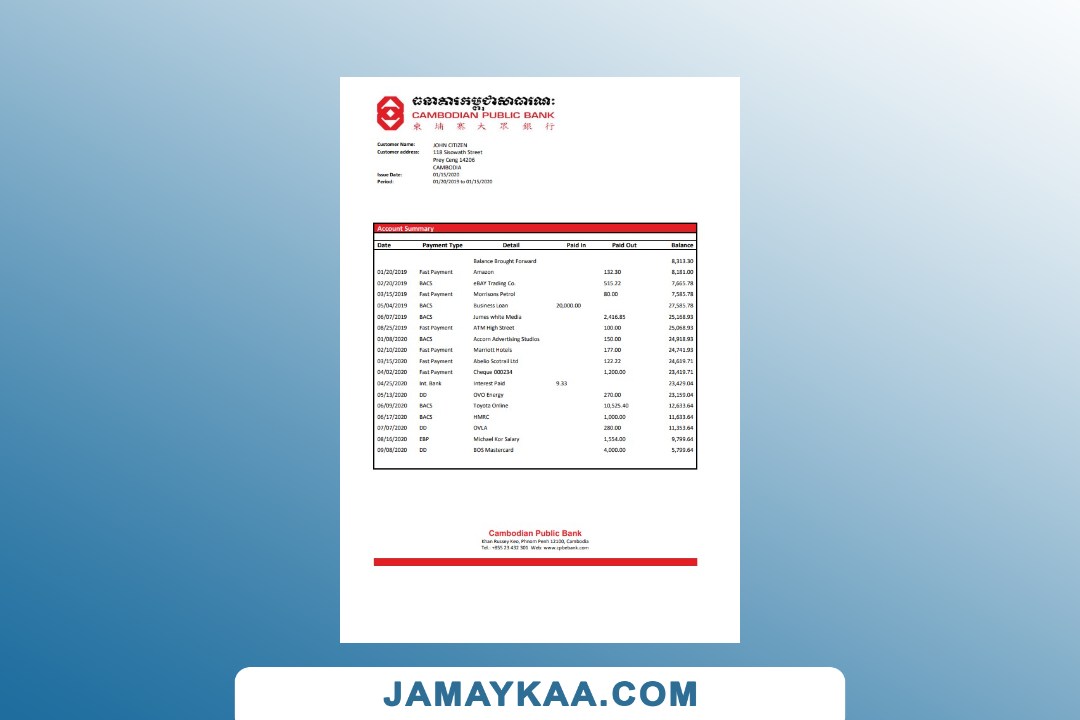 ធនាគារកម្ពុជាសាធារណៈ
CAMBODIAN PUBLIC BANK
柬 埔 寨 大 眾 銀 行
Customer Name: JOHN CITIZEN
Customer address: 118 Sisowath Street
Prey Ceng 14206
CAMBODIA
Issue Date: 01/15/2020
Period: 01/20/2019 to 01/15/2020
Account Summary
Date Payment Type Detail Paid In Paid Out Balance
Balance Brought Forward 8,313.30
01/20/2019 Fast Payment Amazon 132.30 8,181.00
02/20/2019 BACS eBAY Trading Co. 515.22 7,665.78
03/15/2019 Fast Payment Morrisons Petrol 80.00 7,585.78
05/04/2019 BACS Business Loan 20,000.00 27,585.78
06/07/2019 BACS James white Media 2,416.85 25,168.93
08/25/2019 Fast Payment ATM High Street 100.00 25,068.93
01/08/2020 BACS Accorn Advertising Studios 150.00 24,918.93
02/10/2020 Fast Payment Marriott Hotels 177.00 24,741.93
03/15/2020 Fast Payment Abelio Scotrail Ltd 122.22 24,619.71
04/02/2020 Fast Payment Cheque 000234 1,200.00 23,419.71
04/25/2020 Int. Bank Interest Paid 9.33 23,429.04
05/13/2020 DD OVO Energy 270.00 23,159.04
06/09/2020 BACS Toyota Online 10,525.40 12,633.64
06/17/2020 BACS HMRC 1,000.00 11,633.64
07/07/2020 DD DVLA 280.00 11,353.64
08/16/2020 EBP Michael Kor Salary 1,554.00 9,799.64
09/08/2020 DD BOS Mastercard 4,000.00 5,799.64
Cambodian Public Bank
Khan Russey Keo, Phnom Penh 12100, Cambodia
Tel: +855 23 432 301 Web: www.cpbebank.com
JAMAYKAA.COM